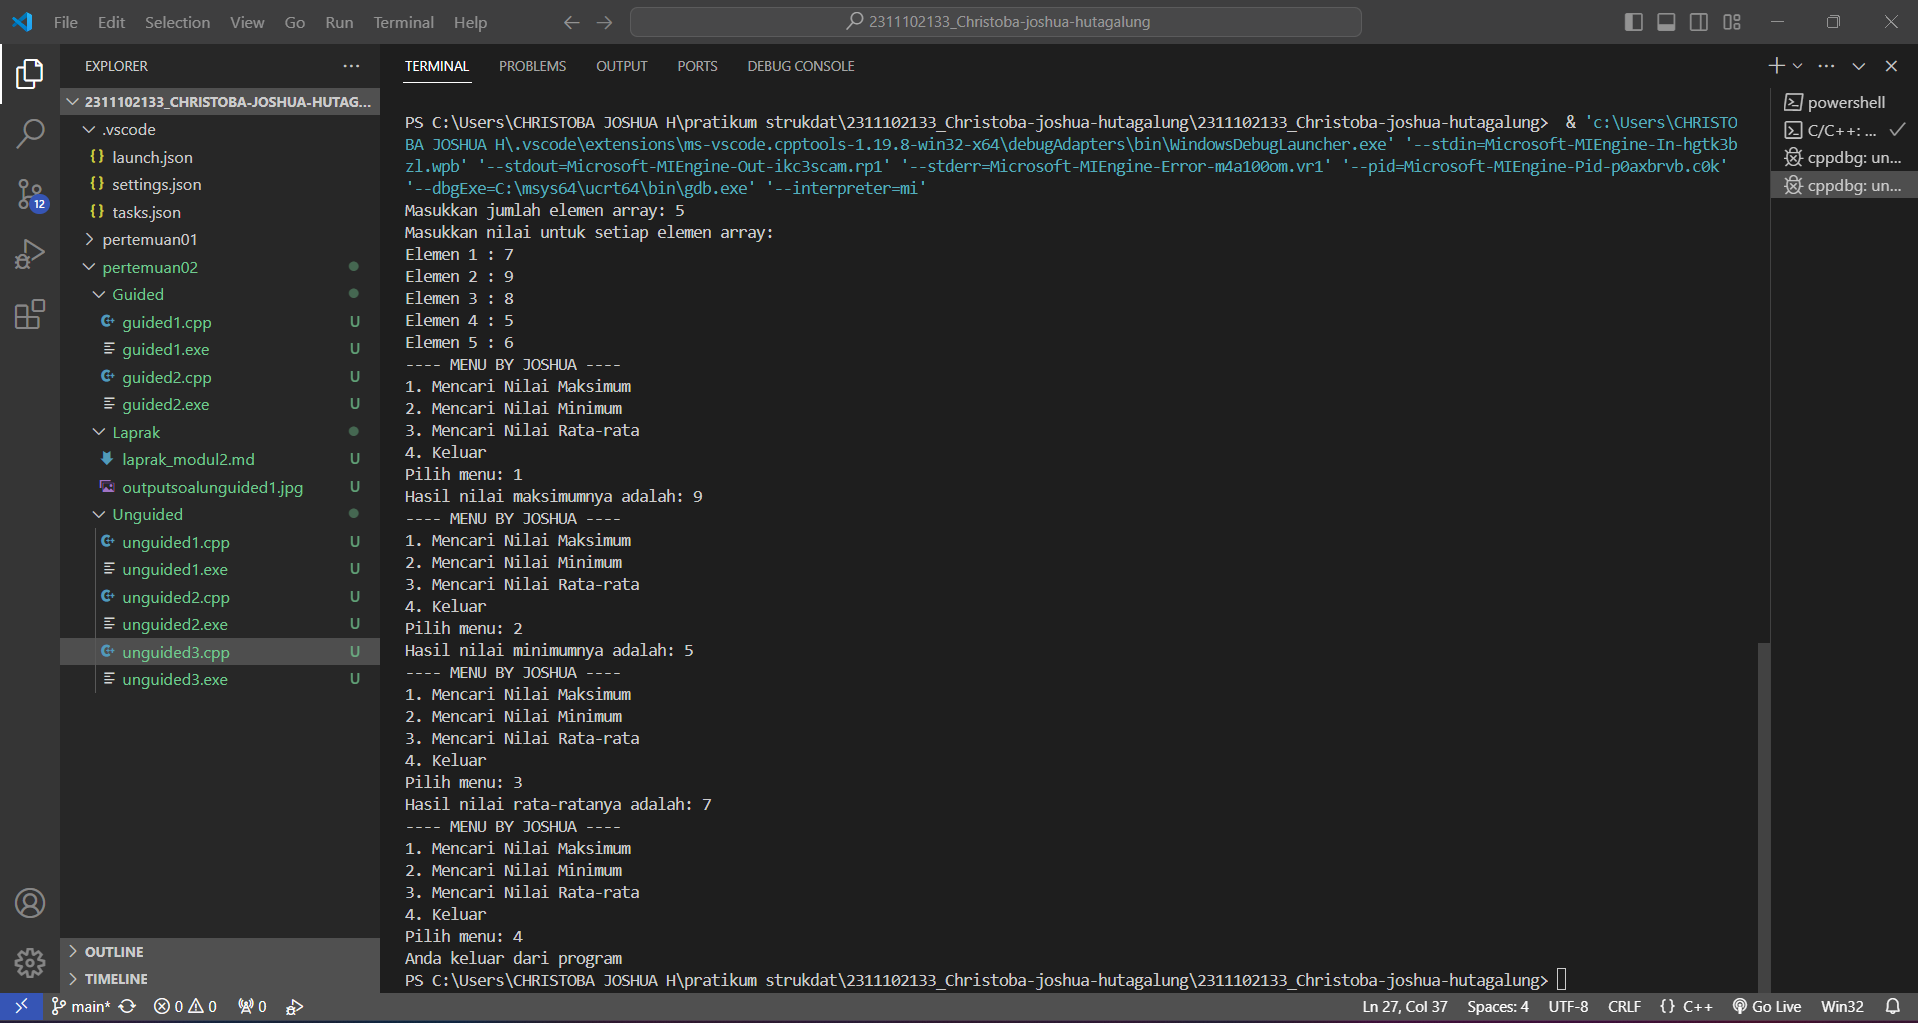 File Edit Selection View Go Run Terminal Help
2311102133_Christoba-joshua-hutagalung
EXPLORER
2311102133_CHRISTOBA-JOSHUA-HUTAG...
.vscode
{} launch.json
{} settings.json
{} tasks.json
pertemuan01
pertemuan02
Guided
guided1.cpp U
guided1.exe U
guided2.cpp U
guided2.exe U
Laprak
laprak_modul2.md U
outputsoalunguided1.jpg U
Unguided
unguided1.cpp U
unguided1.exe U
unguided2.cpp U
unguided2.exe U
unguided3.cpp U
unguided3.exe U
OUTLINE
TIMELINE
12
TERMINAL PROBLEMS OUTPUT PORTS DEBUG CONSOLE
PS C:\Users\CHRISTOBA JOSHUA H\pratikum strukdat\2311102133_Christoba-joshua-hutagalung\2311102133_Christoba-joshua-hutagalung>  & 'c:\Users\CHRISTO
BA JOSHUA H\.vscode\extensions\ms-vscode.cpptools-1.19.8-win32-x64\debugAdapters\bin\WindowsDebugLauncher.exe' '--stdin=Microsoft-MIEngine-In-hgtk3b
zl.wpb' '--stdout=Microsoft-MIEngine-Out-ikc3scam.rp1' '--stderr=Microsoft-MIEngine-Error-m4a100om.vr1' '--pid=Microsoft-MIEngine-Pid-p0axbrvb.c0k'
'--dbgExe=C:\msys64\ucrt64\bin\gdb.exe' '--interpreter=mi'
Masukkan jumlah elemen array: 5
Masukkan nilai untuk setiap elemen array:
Elemen 1 : 7
Elemen 2 : 9
Elemen 3 : 8
Elemen 4 : 5
Elemen 5 : 6
---- MENU BY JOSHUA ----
1. Mencari Nilai Maksimum
2. Mencari Nilai Minimum
3. Mencari Nilai Rata-rata
4. Keluar
Pilih menu: 1
Hasil nilai maksimumnya adalah: 9
---- MENU BY JOSHUA ----
1. Mencari Nilai Maksimum
2. Mencari Nilai Minimum
3. Mencari Nilai Rata-rata
4. Keluar
Pilih menu: 2
Hasil nilai minimumnya adalah: 5
---- MENU BY JOSHUA ----
1. Mencari Nilai Maksimum
2. Mencari Nilai Minimum
3. Mencari Nilai Rata-rata
4. Keluar
Pilih menu: 3
Hasil nilai rata-ratanya adalah: 7
---- MENU BY JOSHUA ----
1. Mencari Nilai Maksimum
2. Mencari Nilai Minimum
3. Mencari Nilai Rata-rata
4. Keluar
Pilih menu: 4
Anda keluar dari program
PS C:\Users\CHRISTOBA JOSHUA H\pratikum strukdat\2311102133_Christoba-joshua-hutagalung\2311102133_Christoba-joshua-hutagalung>
powershell
C/C++: ...
cppdbg: un...
cppdbg: un...
main* 0 0 0 Ln 27, Col 37 Spaces: 4 UTF-8 CRLF {} C++ Go Live Win32